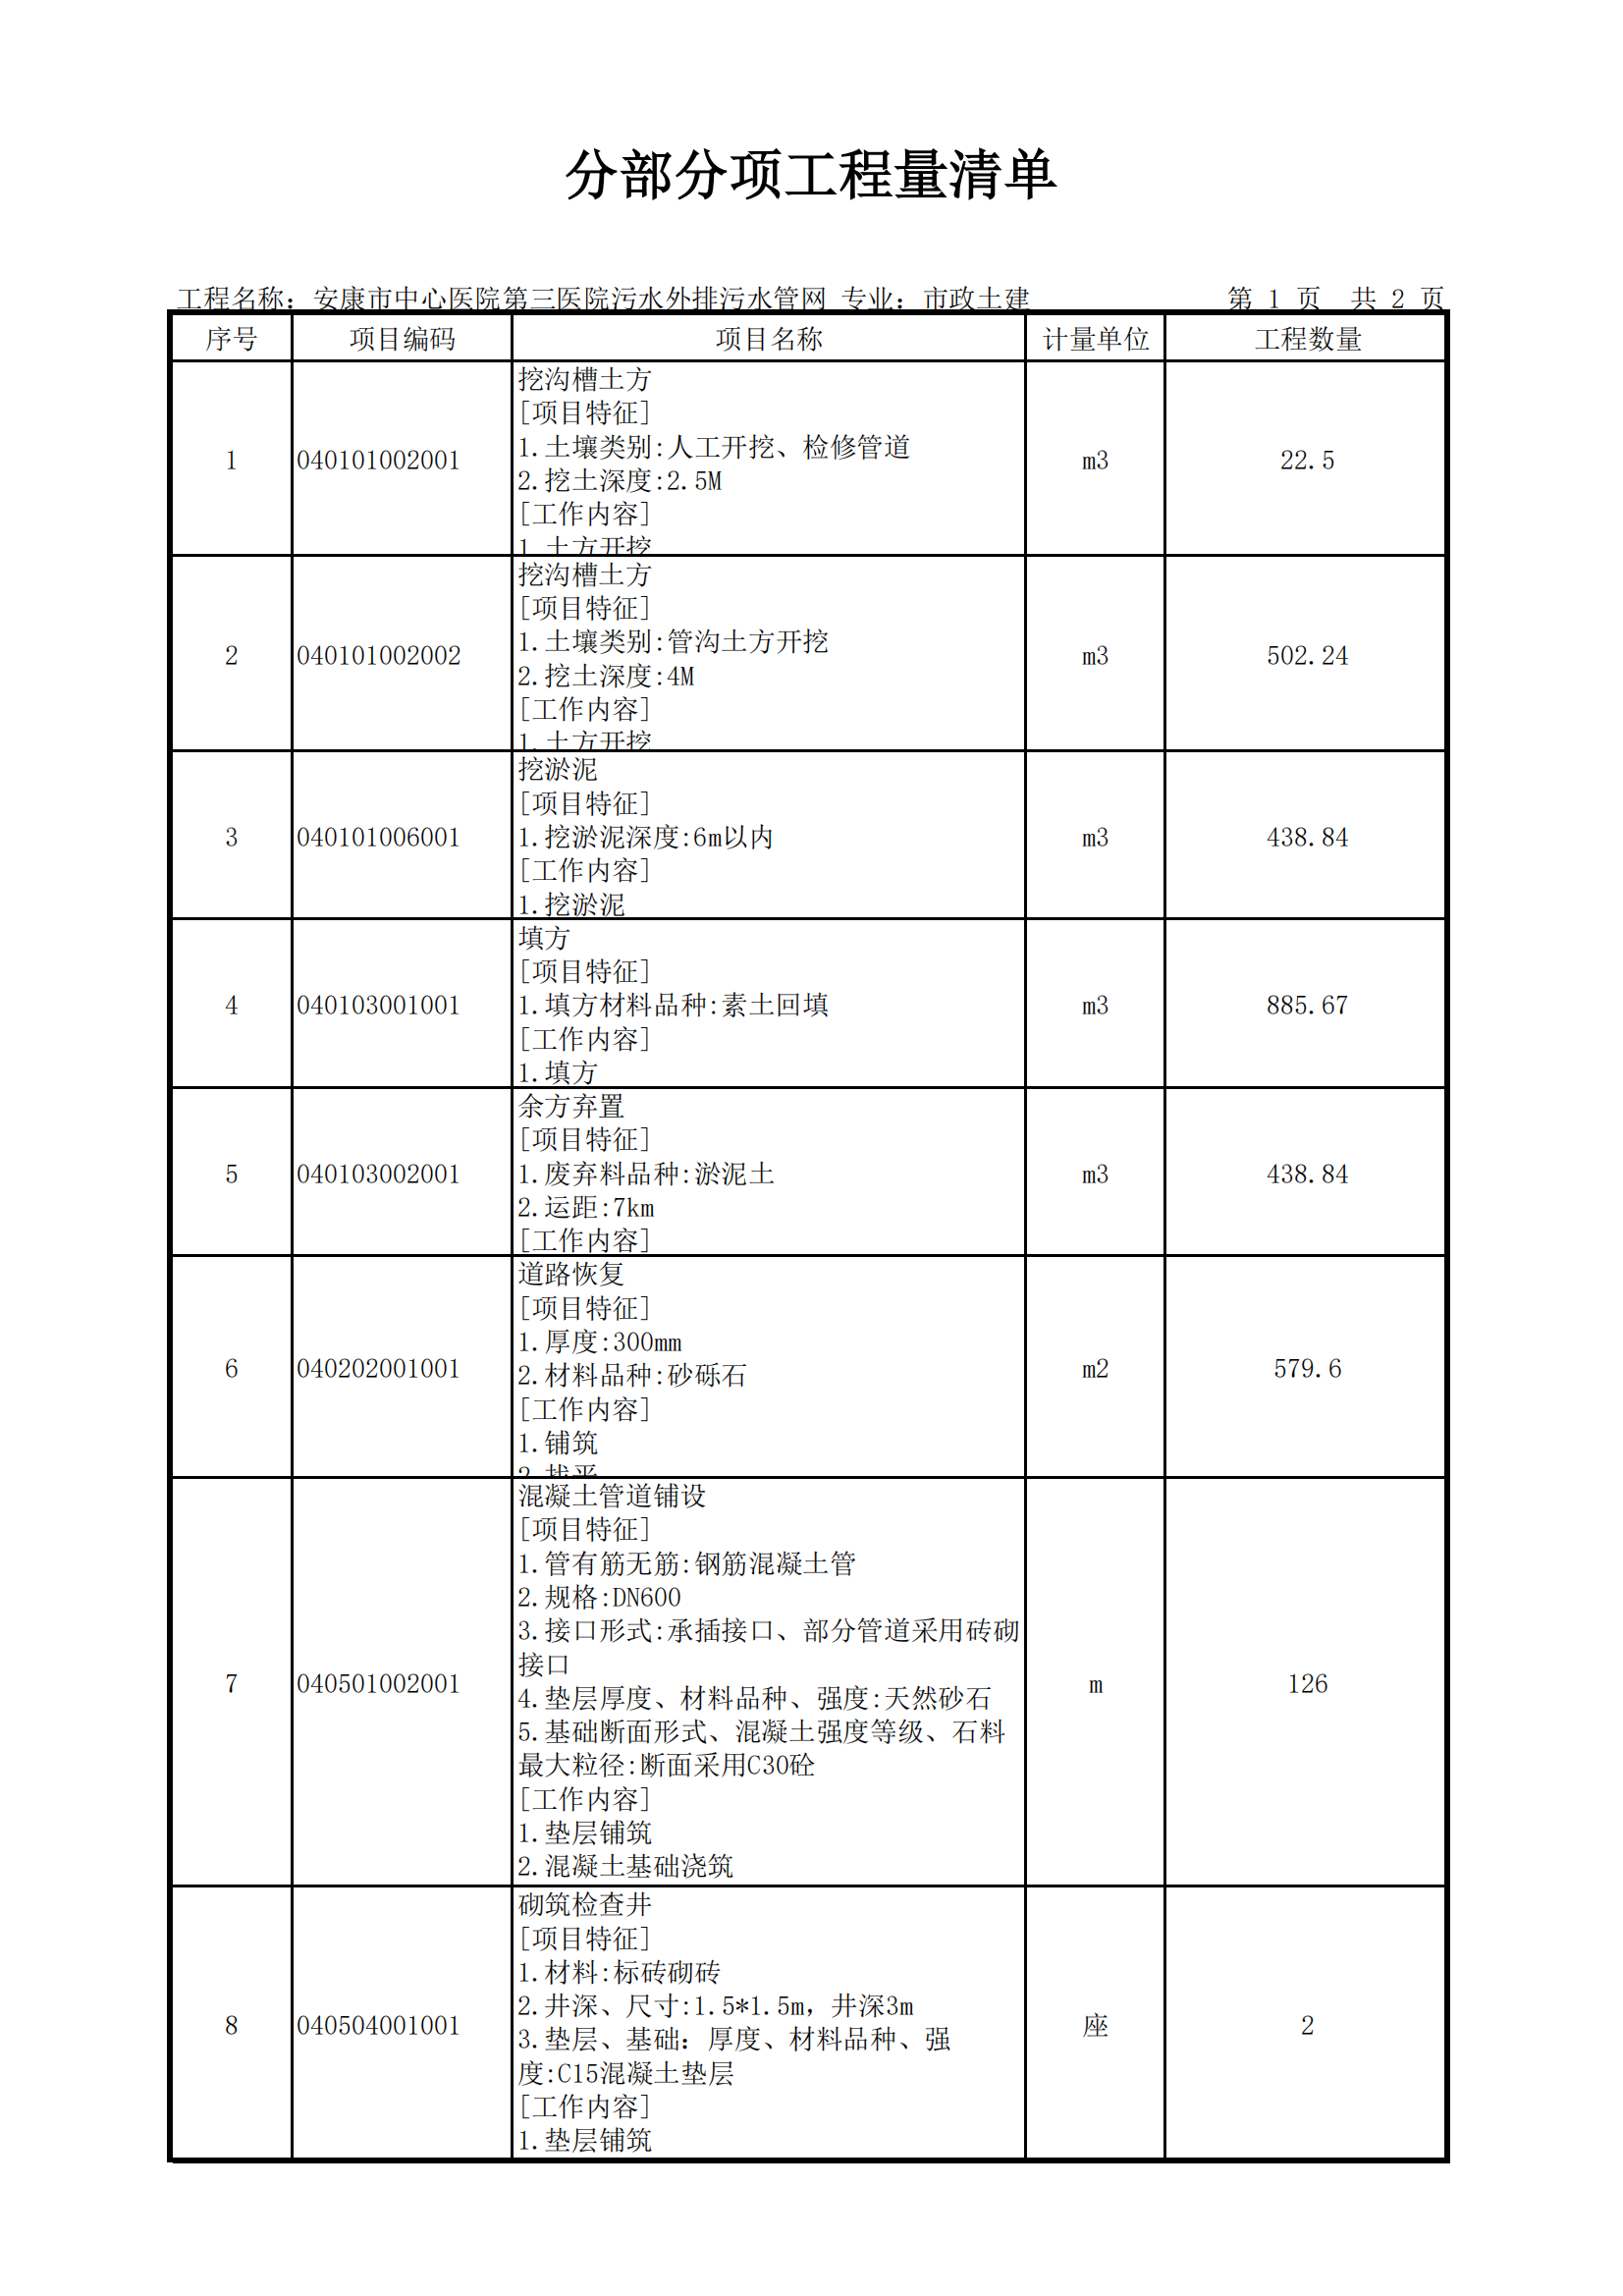 分部分项工程量清单
工程名称：安康市中心医院第三医院污水外排污水管网 专业：市政土建 第 1 页 共 2 页
序号 项目编码 项目名称 计量单位 工程数量
1 040101002001 m3 22.5
挖沟槽土方
[项目特征]
1.土壤类别:人工开挖、检修管道
2.挖土深度:2.5M
[工作内容]
1.土方开挖
2 040101002002 m3 502.24
挖沟槽土方
[项目特征]
1.土壤类别:管沟土方开挖
2.挖土深度:4M
[工作内容]
1.土方开挖
3 040101006001 m3 438.84
挖淤泥
[项目特征]
1.挖淤泥深度:6m以内
[工作内容]
1.挖淤泥
4 040103001001 m3 885.67
填方
[项目特征]
1.填方材料品种:素土回填
[工作内容]
1.填方
5 040103002001 m3 438.84
余方弃置
[项目特征]
1.废弃料品种:淤泥土
2.运距:7km
[工作内容]
6 040202001001 m2 579.6
道路恢复
[项目特征]
1.厚度:300mm
2.材料品种:砂砾石
[工作内容]
1.铺筑
2.找平
7 040501002001 m 126
混凝土管道铺设
[项目特征]
1.管有筋无筋:钢筋混凝土管
2.规格:DN600
3.接口形式:承插接口、部分管道采用砖砌
接口
4.垫层厚度、材料品种、强度:天然砂石
5.基础断面形式、混凝土强度等级、石料
最大粒径:断面采用C30砼
[工作内容]
1.垫层铺筑
2.混凝土基础浇筑
8 040504001001 座 2
砌筑检查井
[项目特征]
1.材料:标砖砌砖
2.井深、尺寸:1.5*1.5m，井深3m
3.垫层、基础：厚度、材料品种、强
度:C15混凝土垫层
[工作内容]
1.垫层铺筑